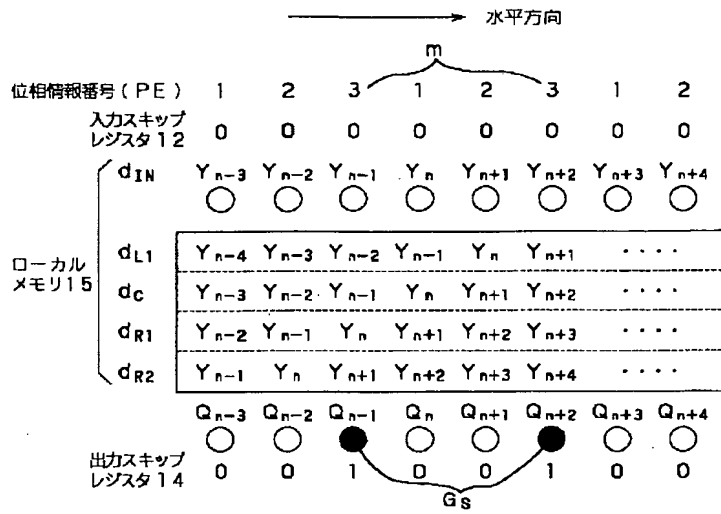 水平方向
m
位相情報番号(PE) 1 2 3 1 2 3 1 2
入力スキップ
レジスタ12 0 0 0 0 0 0 0 0
dIN Yn-3 Yn-2 Yn-1 Yn Yn+1 Yn+2 Yn+3 Yn+4
ローカル
メモリ15
dL1 Yn-4 Yn-3 Yn-2 Yn-1 Yn Yn+1 ····
dC Yn-3 Yn-2 Yn-1 Yn Yn+1 Yn+2 ····
dR1 Yn-2 Yn-1 Yn Yn+1 Yn+2 Yn+3 ····
dR2 Yn-1 Yn Yn+1 Yn+2 Yn+3 Yn+4 ····
Qn-3 Qn-2 Qn-1 Qn Qn+1 Qn+2 Qn+3 Qn+4
出力スキップ
レジスタ14 0 0 1 0 0 1 0 0
Gs